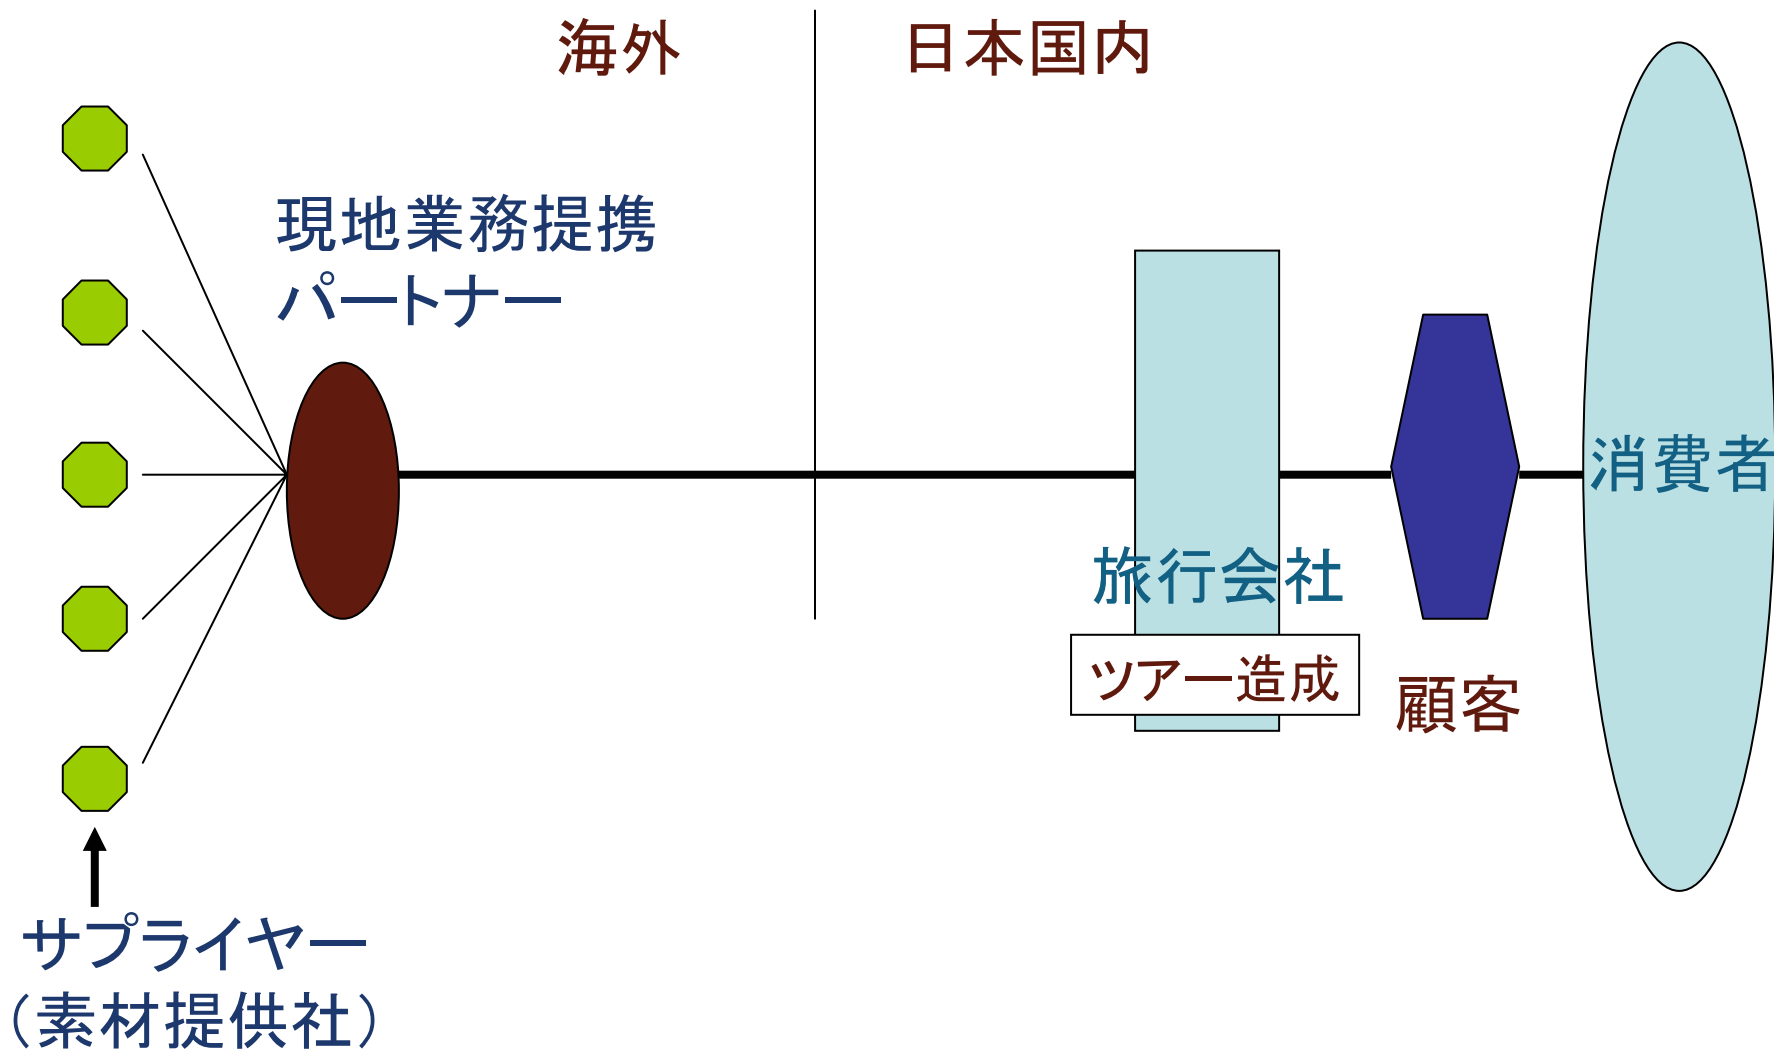 海外
日本国内
現地業務提携
パートナー
消費者
旅行会社
ツアー造成
顧客
サプライヤー
（素材提供社）